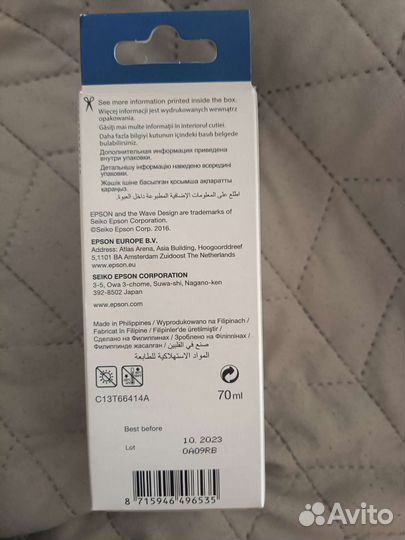 See more information printed inside the box.
Więcej informacji jest wydrukowanych wewnątrz
opakowania.
Găsiți mai multe informații în interiorul cutiei.
Daha fazla bilgiyi kutunun içindeki basılı belgede
bulabilirsiniz.
Дополнительная информация приведена
внутри упаковки.
Детальнішу інформацію наведено всередині
упаковки.
Жәшік ішіне басылған қосымша ақпаратты
қараңыз.
اطلع على المعلومات الإضافية المطبوعة داخل العبوة.
EPSON and the Wave Design are trademarks of
Seiko Epson Corporation.
©Seiko Epson Corp. 2016.
EPSON EUROPE B.V.
Address: Atlas Arena, Asia Building, Hoogoorddreef
5,1101 BA Amsterdam Zuidoost The Netherlands
www.epson.eu
SEIKO EPSON CORPORATION
3-5, Owa 3-chome, Suwa-shi, Nagano-ken
392-8502 Japan
www.epson.com
Made in Philippines / Wyprodukowano na Filipinach /
Fabricat în Filipine / Filipinler'de üretilmiştir /
Сделано на Филиппинах / Зроблено на Філіппінах /
Филиппинде жасалған / صنع في الفلبين
المواد الاستهلاكية للطابعة
C13T66414A
70ml
Best before
10. 2023
Lot
0A09RB
8 715946 496535
Avito